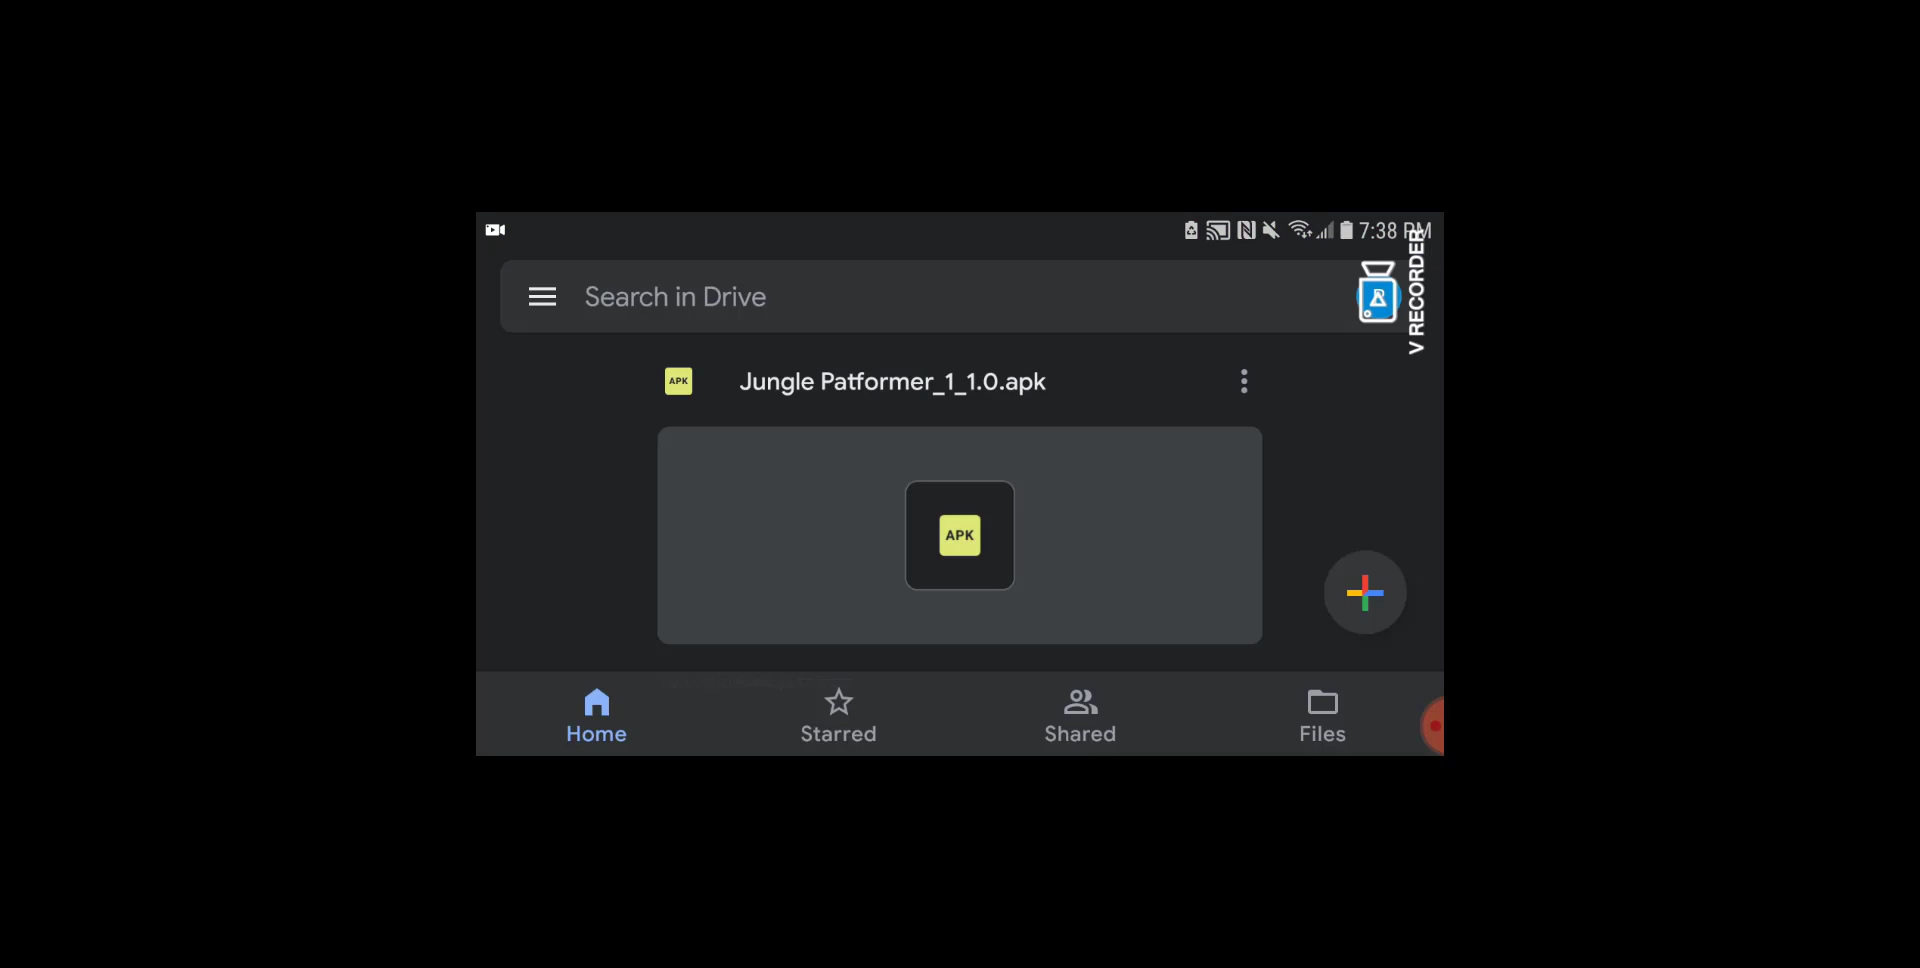 7:38 PM
Search in Drive
V RECORDER
APK
Jungle Patformer_1_1.0.apk
APK
Home
Starred
Shared
Files